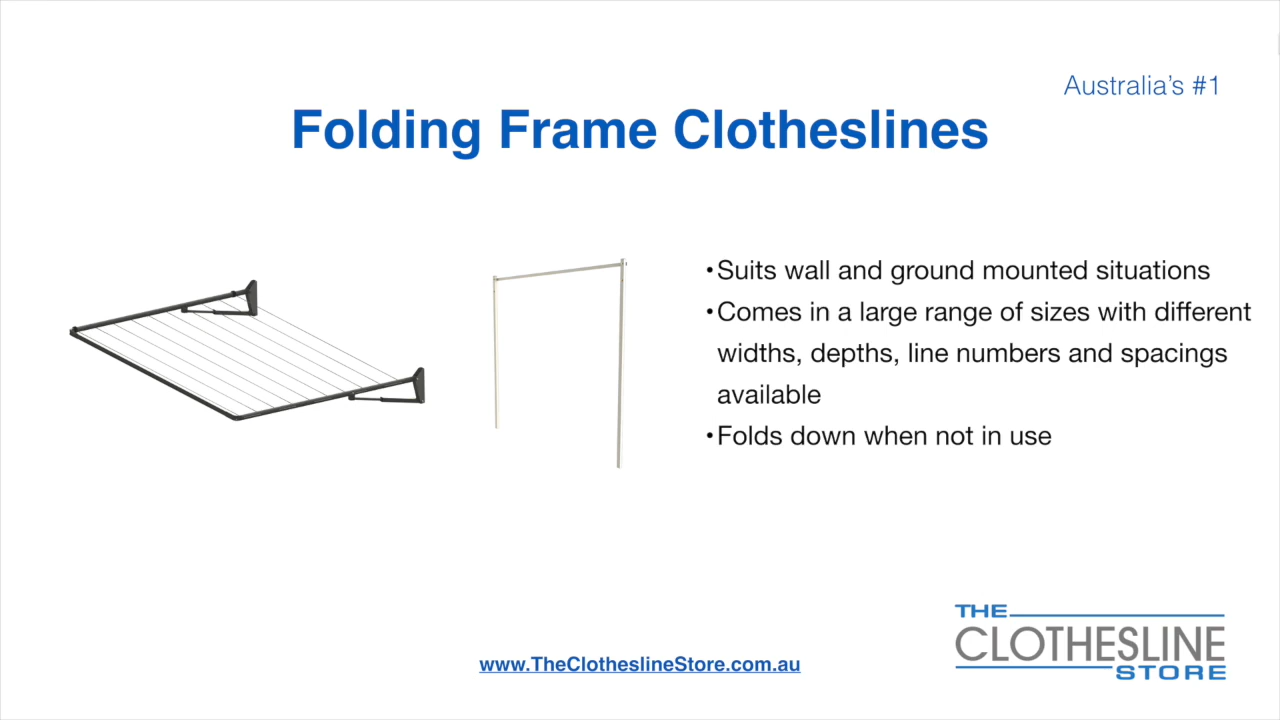 Australia's #1
Folding Frame Clotheslines
•Suits wall and ground mounted situations
•Comes in a large range of sizes with different
widths, depths, line numbers and spacings
available
•Folds down when not in use
THE
CLOTHESLINE
STORE
www.TheClotheslineStore.com.au